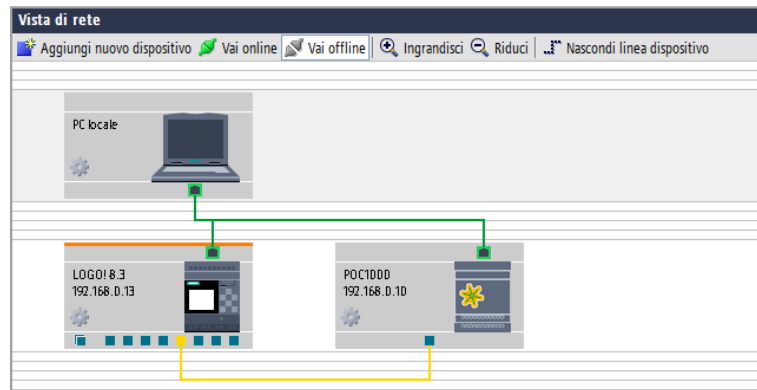 Vista di rete
Aggiungi nuovo dispositivo Vai online Vai offline Ingrandisci Riduci Nascondi linea dispositivo
PC locale
LOGO! 8.3
192.168.0.13
POC1000
192.168.0.10